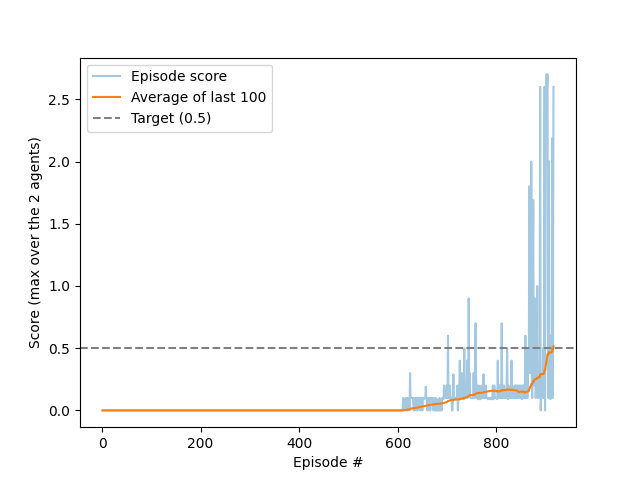 Episode score
Average of last 100
Target (0.5)
2.5
2.0
1.5
1.0
0.5
0.0
Score (max over the 2 agents)
0 200 400 600 800
Episode #